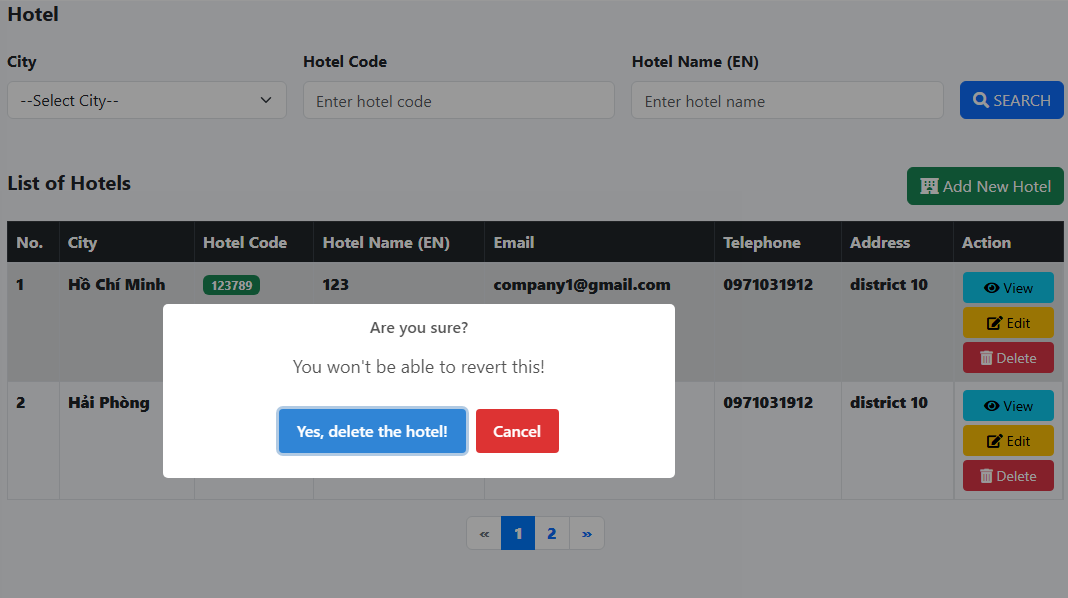 Hotel
City Hotel Code Hotel Name (EN)
--Select City-- Enter hotel code Enter hotel name SEARCH
List of Hotels Add New Hotel
No. City Hotel Code Hotel Name (EN) Email Telephone Address Action
1 Hồ Chí Minh 123789 123 company1@gmail.com 0971031912 district 10 View
Edit
Delete
Are you sure?
You won't be able to revert this!
Yes, delete the hotel! Cancel
2 Hải Phòng 0971031912 district 10 View
Edit
Delete
« 1 2 »